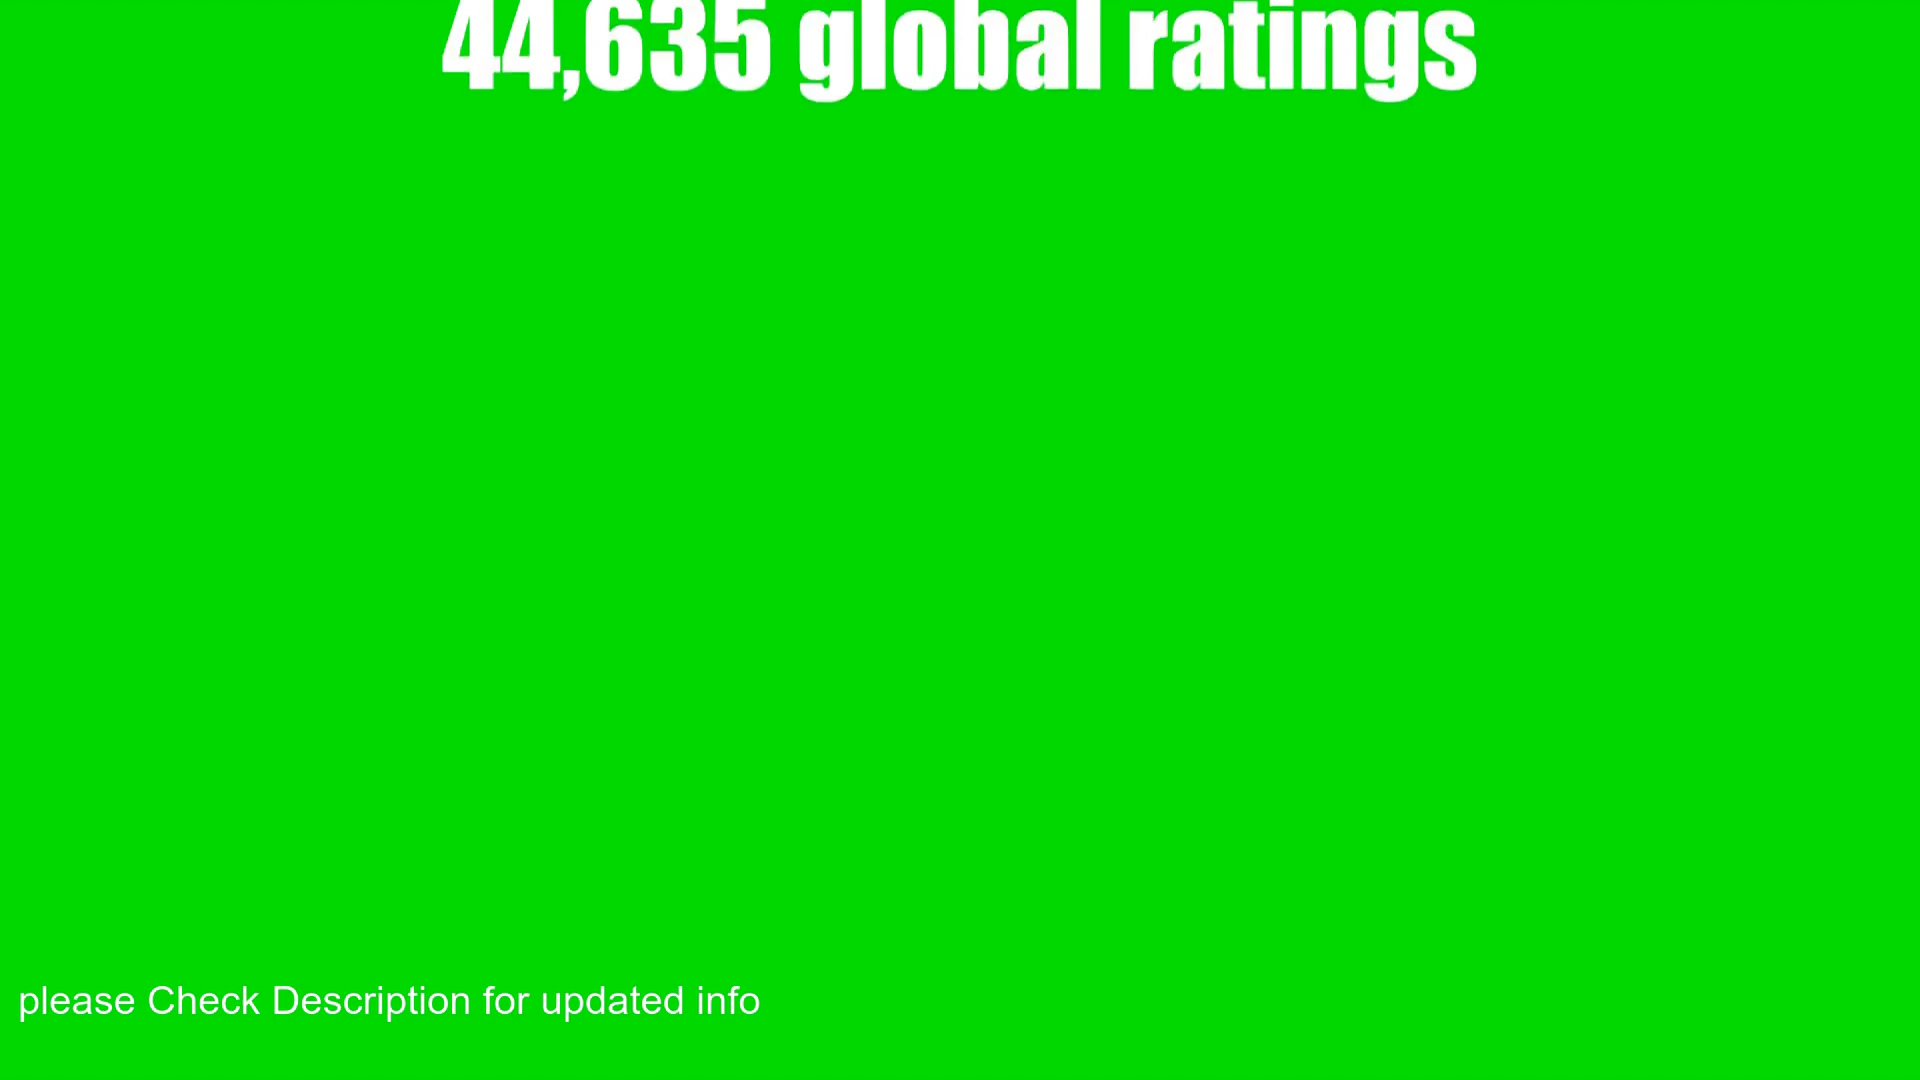 44,635 global ratings
please Check Description for updated info